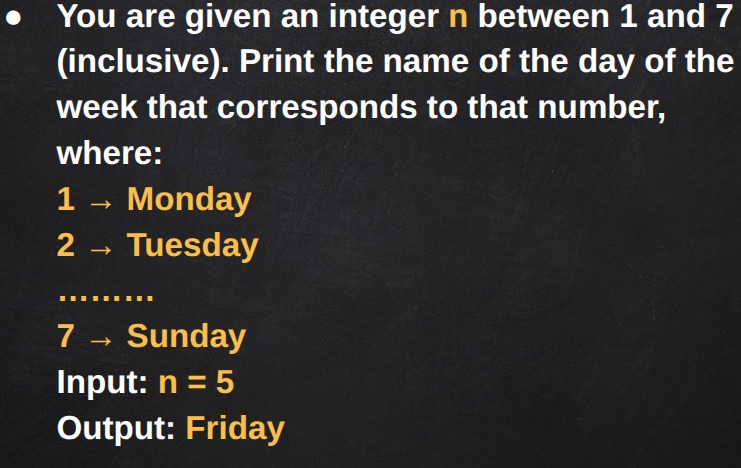 ● You are given an integer n between 1 and 7
(inclusive). Print the name of the day of the
week that corresponds to that number,
where:
1 → Monday
2 → Tuesday
………
7 → Sunday
Input: n = 5
Output: Friday